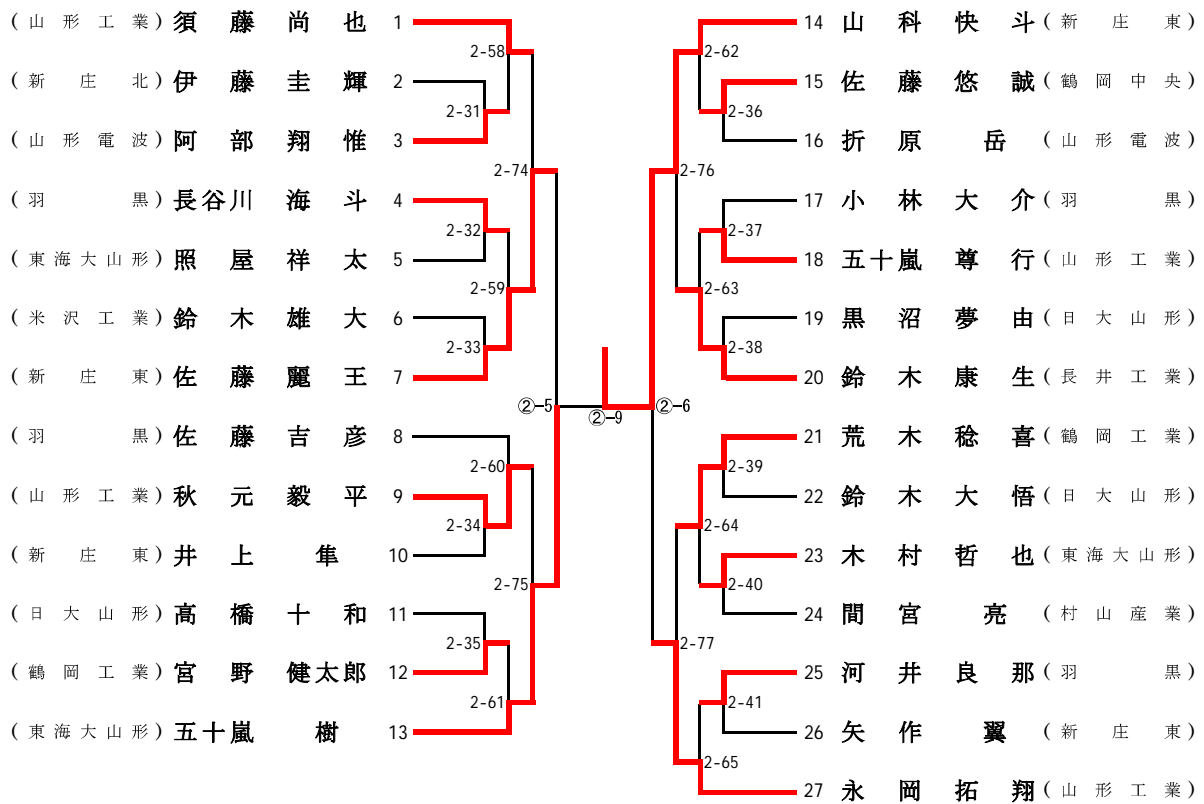 (山形工業) 須藤尚也 1
2-58
(新庄北) 伊藤圭輝 2
2-31
(山形電波) 阿部翔惟 3
2-74
(羽黒) 長谷川海斗 4
2-32
(東海大山形) 照屋祥太 5
2-59
(米沢工業) 鈴木雄大 6
2-33
(新庄東) 佐藤麗王 7
②-5
(羽黒) 佐藤吉彦 8
2-60
(山形工業) 秋元毅平 9
2-34
(新庄東) 井上隼 10
2-75
(日大山形) 高橋十和 11
2-35
(鶴岡工業) 宮野健太郎 12
2-61
(東海大山形) 五十嵐樹 13
②-9
14 山科快斗 (新庄東)
2-62
15 佐藤悠誠 (鶴岡中央)
2-36
16 折原岳 (山形電波)
2-76
17 小林大介 (羽黒)
2-37
18 五十嵐尊行 (山形工業)
2-63
19 黒沼夢由 (日大山形)
2-38
20 鈴木康生 (長井工業)
②-6
21 荒木稔喜 (鶴岡工業)
2-39
22 鈴木大悟 (日大山形)
2-64
23 木村哲也 (東海大山形)
2-40
24 間宮亮 (村山産業)
2-77
25 河井良那 (羽黒)
2-41
26 矢作翼 (新庄東)
2-65
27 永岡拓翔 (山形工業)